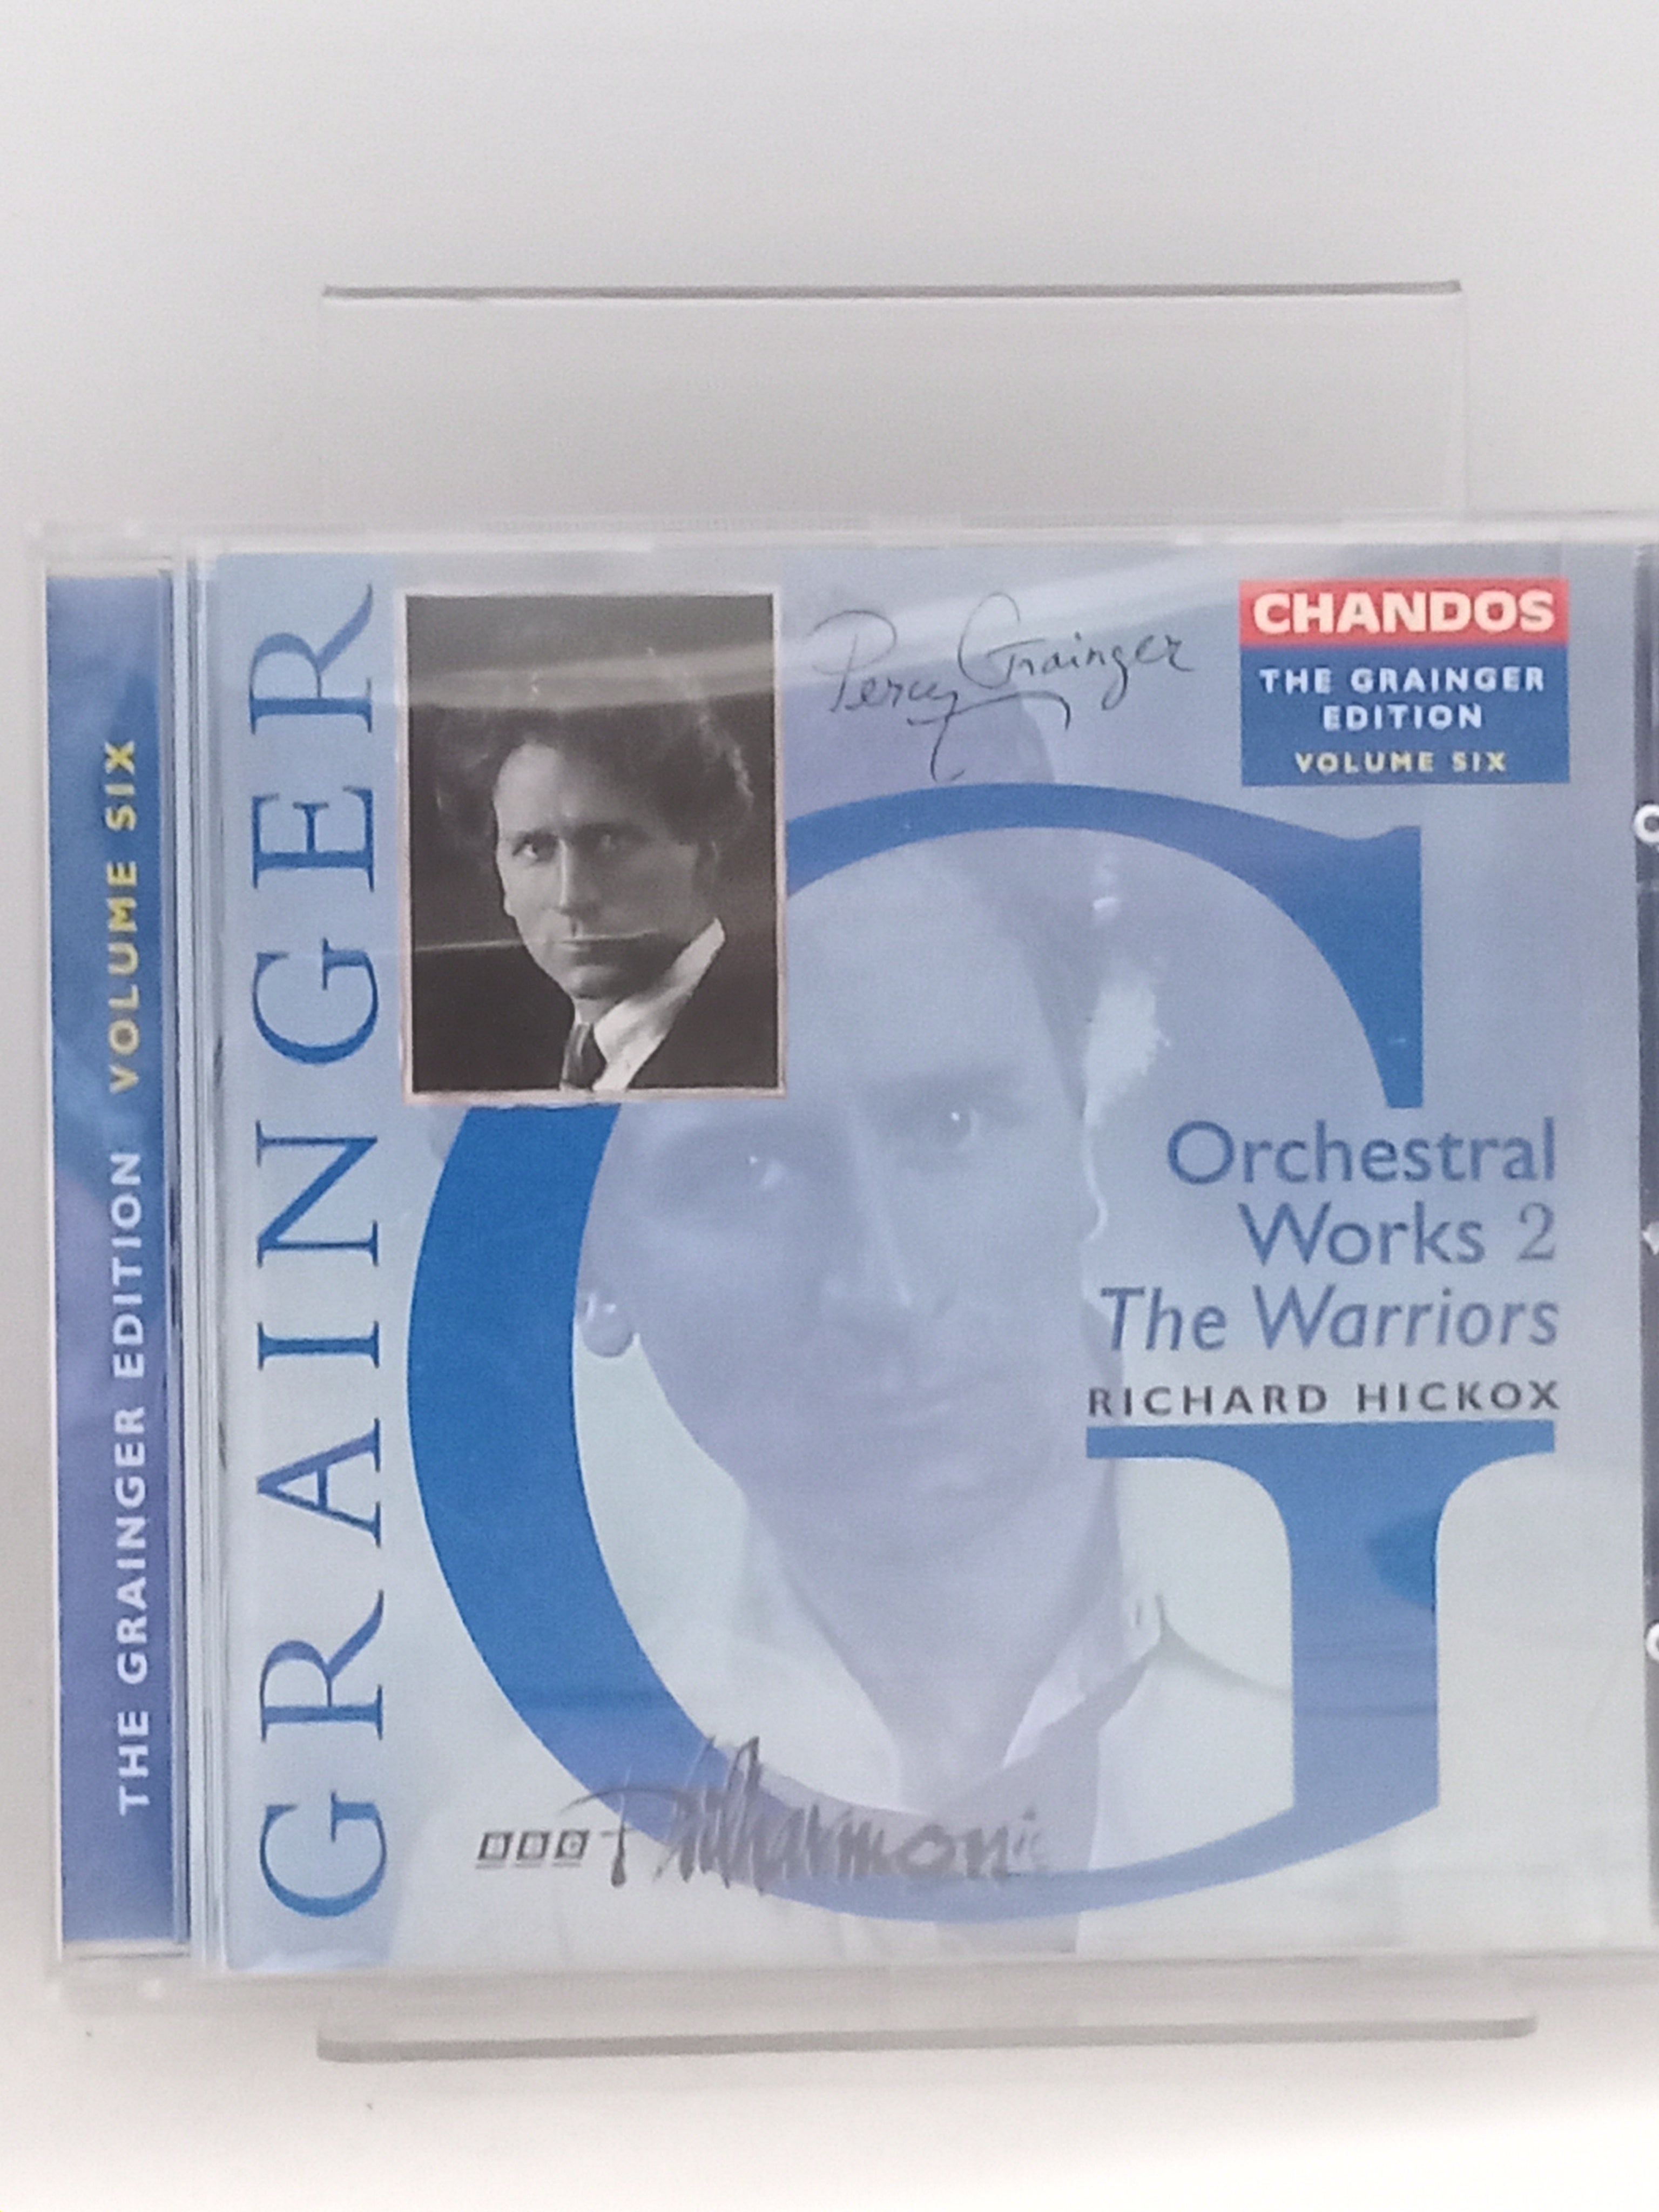 THE GRAINGER EDITION VOLUME SIX
GRAINGER
Percy Grainger
CHANDOS
THE GRAINGER
EDITION
VOLUME SIX
Orchestral
Works 2
The Warriors
RICHARD HICKOX
BBC Philharmonic